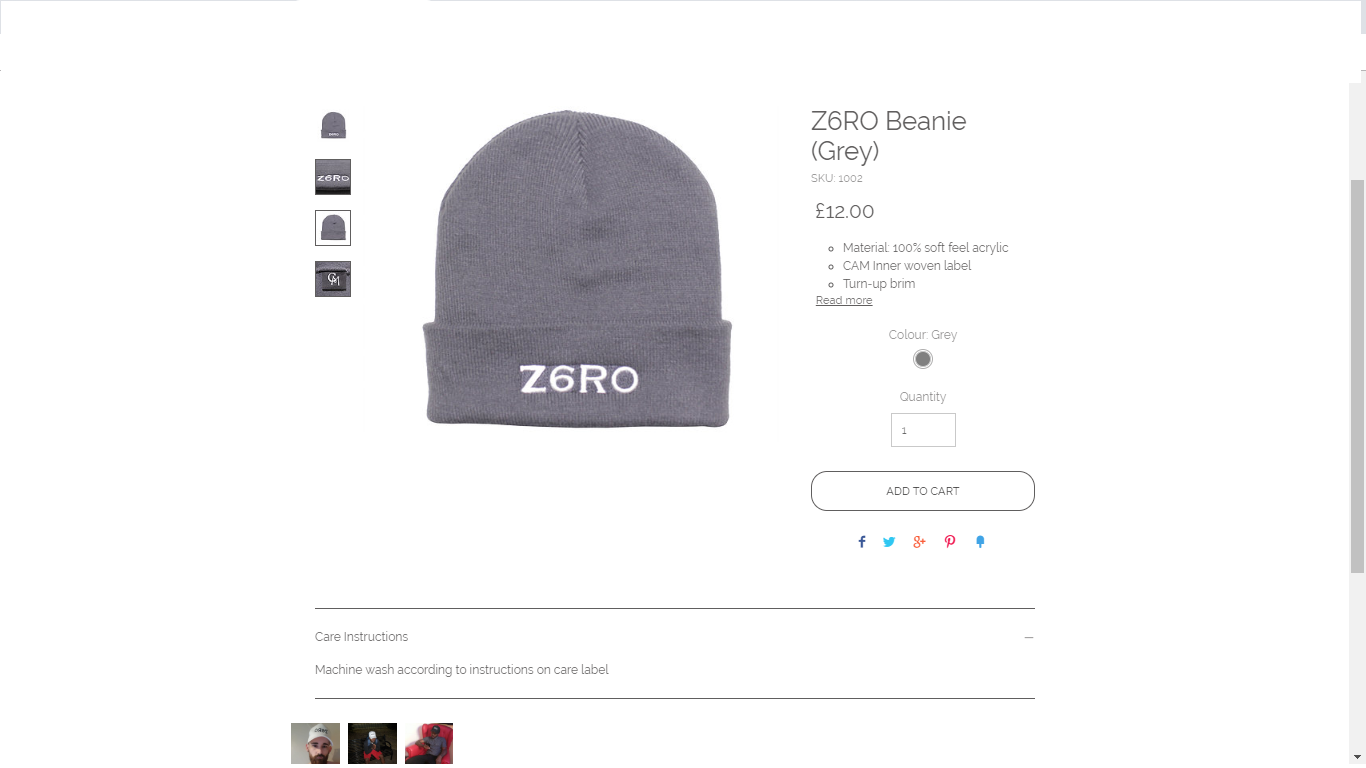 Z6RO
Z6RO
CAM
Z6RO Beanie
(Grey)
SKU: 1002
£12.00
Material: 100% soft feel acrylic
CAM Inner woven label
Turn-up brim
Read more
Colour: Grey
Quantity
1
ADD TO CART
Care Instructions
Machine wash according to instructions on care label